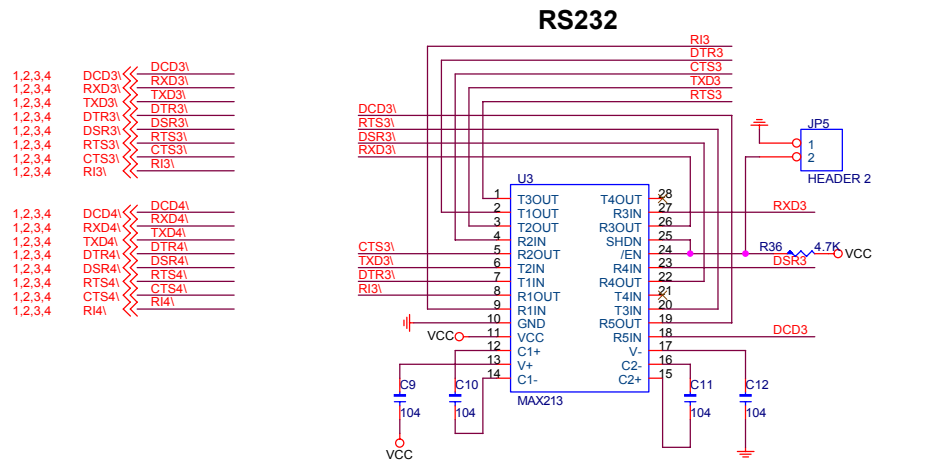 RS232
RI3
DTR3
CTS3
TXD3
RTS3
1,2,3,4 DCD3\ DCD3\
1,2,3,4 RXD3\ RXD3\
1,2,3,4 TXD3\ TXD3\
1,2,3,4 DTR3\ DTR3\
1,2,3,4 DSR3\ DSR3\
1,2,3,4 RTS3\ RTS3\
1,2,3,4 CTS3\ CTS3\
1,2,3,4 RI3\ RI3\
DCD3\
RTS3\
DSR3\
RXD3\
JP5
1
2
HEADER 2
1,2,3,4 DCD4\ DCD4\
1,2,3,4 RXD4\ RXD4\
1,2,3,4 TXD4\ TXD4\
1,2,3,4 DTR4\ DTR4\
1,2,3,4 DSR4\ DSR4\
1,2,3,4 RTS4\ RTS4\
1,2,3,4 CTS4\ CTS4\
1,2,3,4 RI4\ RI4\
U3
1 T3OUT T4OUT 28
2 T1OUT R3IN 27 RXD3
3 T2OUT R3OUT 26
4 R2IN SHDN 25
CTS3\ 5 R2OUT /EN 24 R36 4.7K VCC
TXD3\ 6 T2IN R4IN 23 DSR3
DTR3\ 7 T1IN R4OUT 22
RI3\ 8 R1OUT T4IN 21
9 R1IN T3IN 20
10 GND R5OUT 19
VCC 11 VCC R5IN 18 DCD3
12 C1+ V- 17
13 V+ C2- 16
14 C1- C2+ 15
MAX213
C9 C10 C11 C12
104 104 104 104
VCC